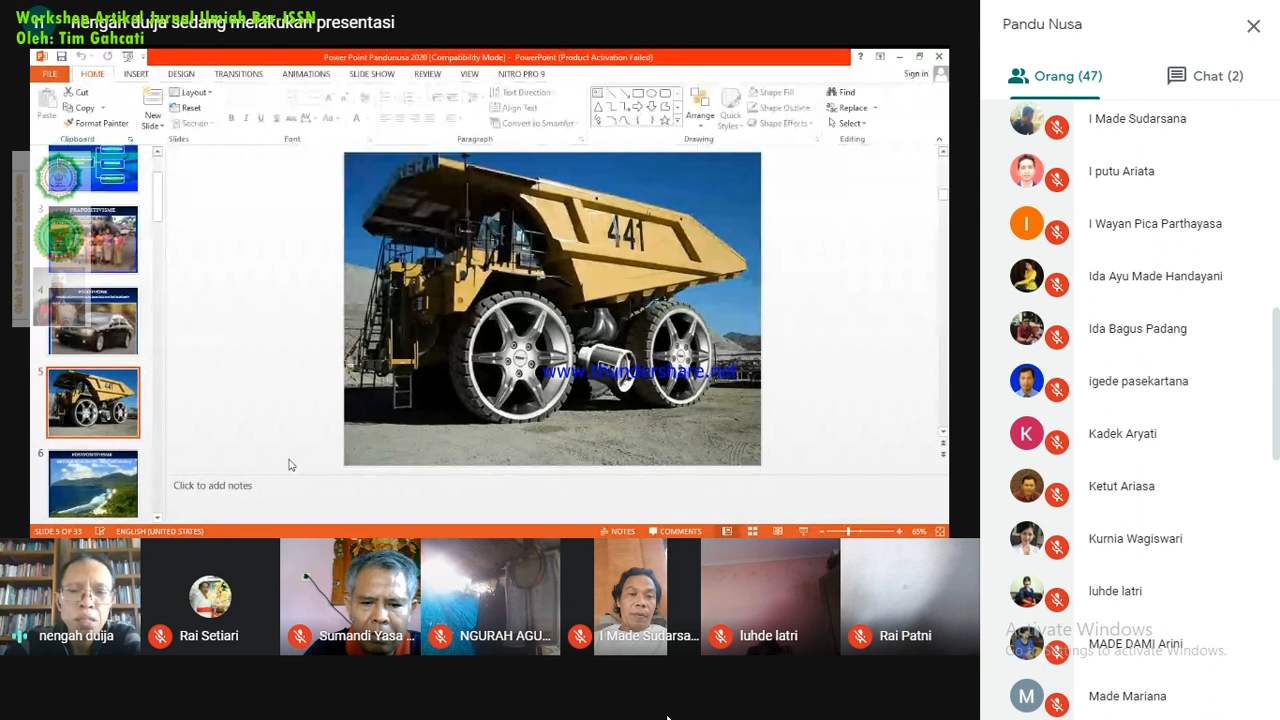 Workshop Artikel Jurnal Ilmiah Ber-ISSN
Oleh: Tim Gahcati
n nengah duija sedang melakukan presentasi
Power Point Pandunusa 2020 [Compatibility Mode] - PowerPoint (Product Activation Failed)
FILE HOME INSERT DESIGN TRANSITIONS ANIMATIONS SLIDE SHOW REVIEW VIEW NITRO PRO 9 Sign in
Paste
Cut
Copy
Format Painter
Clipboard
New
Slide
Layout
Reset
Section
Slides
Font
Text Direction
Align Text
Convert to SmartArt
Paragraph
Arrange
Quick
Styles
Shape Fill
Shape Outline
Shape Effects
Drawing
Find
Replace
Select
Editing
3
PRAPOSITIVISME
4
5
6
441
www.thundershare.net
Click to add notes
SLIDE 5 OF 33 ENGLISH (UNITED STATES) NOTES COMMENTS 65%
nengah duija
Rai Setiari
Sumandi Yasa ...
NGURAH AGU...
I Made Sudarsa...
luhde latri
Rai Patni
Pandu Nusa
Orang (47)
Chat (2)
I Made Sudarsana
I putu Ariata
I I Wayan Pica Parthayasa
Ida Ayu Made Handayani
Ida Bagus Padang
igede pasekartana
K Kadek Aryati
Ketut Ariasa
Kurnia Wagiswari
luhde latri
MADE DAMI Arini
M Made Mariana
Activate Windows
Go to Settings to activate Windows.